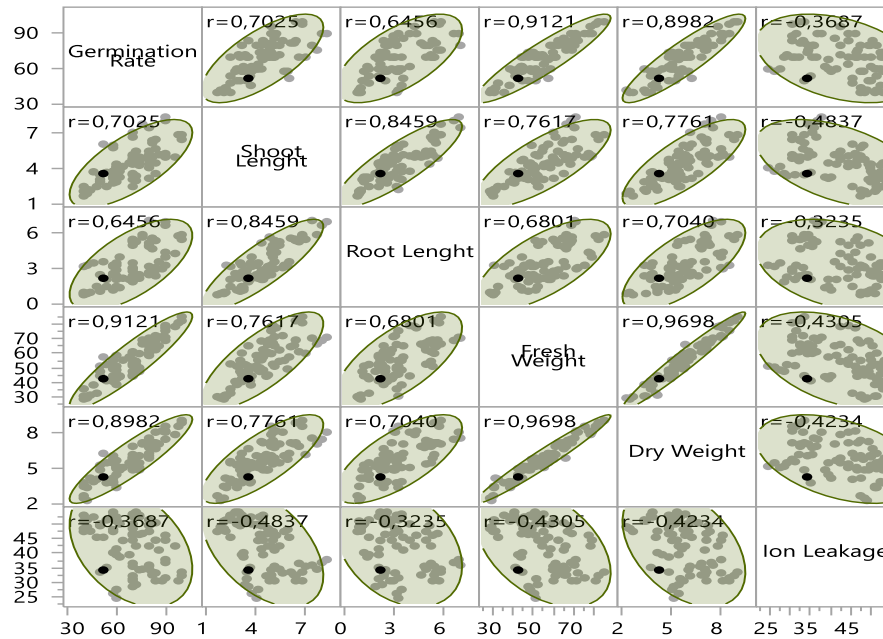 90
60
30
Germination
Rate
r=0,7025
r=0,6456
r=0,9121
r=0,8982
r=-0,3687
7
4
1
r=0,7025
Shoot
Lenght
r=0,8459
r=0,7617
r=0,7761
r=-0,4837
6
3
0
r=0,6456
r=0,8459
Root Lenght
r=0,6801
r=0,7040
r=-0,3235
70
60
50
40
30
r=0,9121
r=0,7617
r=0,6801
Fresh
Weight
r=0,9698
r=-0,4305
8
5
2
r=0,8982
r=0,7761
r=0,7040
r=0,9698
Dry Weight
r=-0,4234
45
40
35
30
25
r=-0,3687
r=-0,4837
r=-0,3235
r=-0,4305
r=-0,4234
Ion Leakage
30 60 90 1 4 7 0 3 6 30 50 70 2 5 8 25 35 45